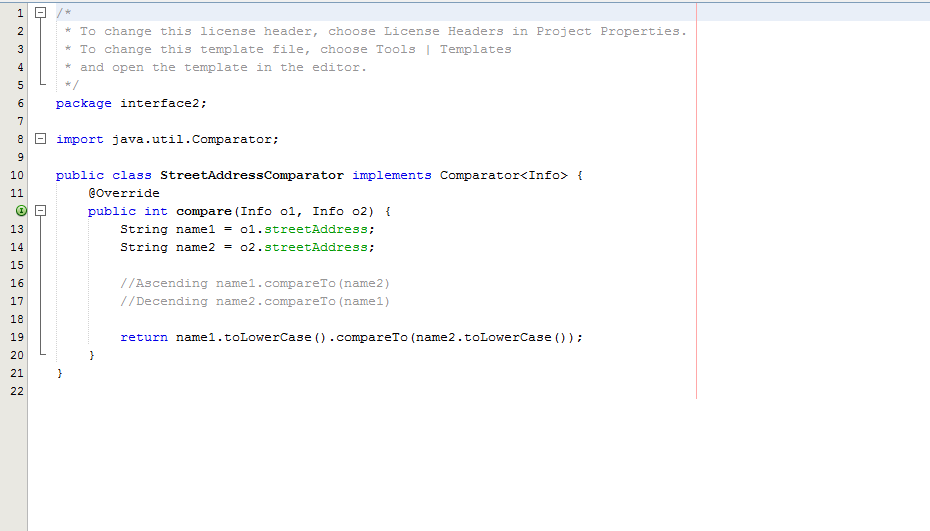 1 /*
2 * To change this license header, choose License Headers in Project Properties.
3 * To change this template file, choose Tools | Templates
4 * and open the template in the editor.
5 */
6 package interface2;
7
8 import java.util.Comparator;
9
10 public class StreetAddressComparator implements Comparator<Info> {
11 @Override
public int compare(Info o1, Info o2) {
13 String name1 = o1.streetAddress;
14 String name2 = o2.streetAddress;
15
16 //Ascending name1.compareTo(name2)
17 //Decending name2.compareTo(name1)
18
19 return name1.toLowerCase().compareTo(name2.toLowerCase());
20 }
21 }
22